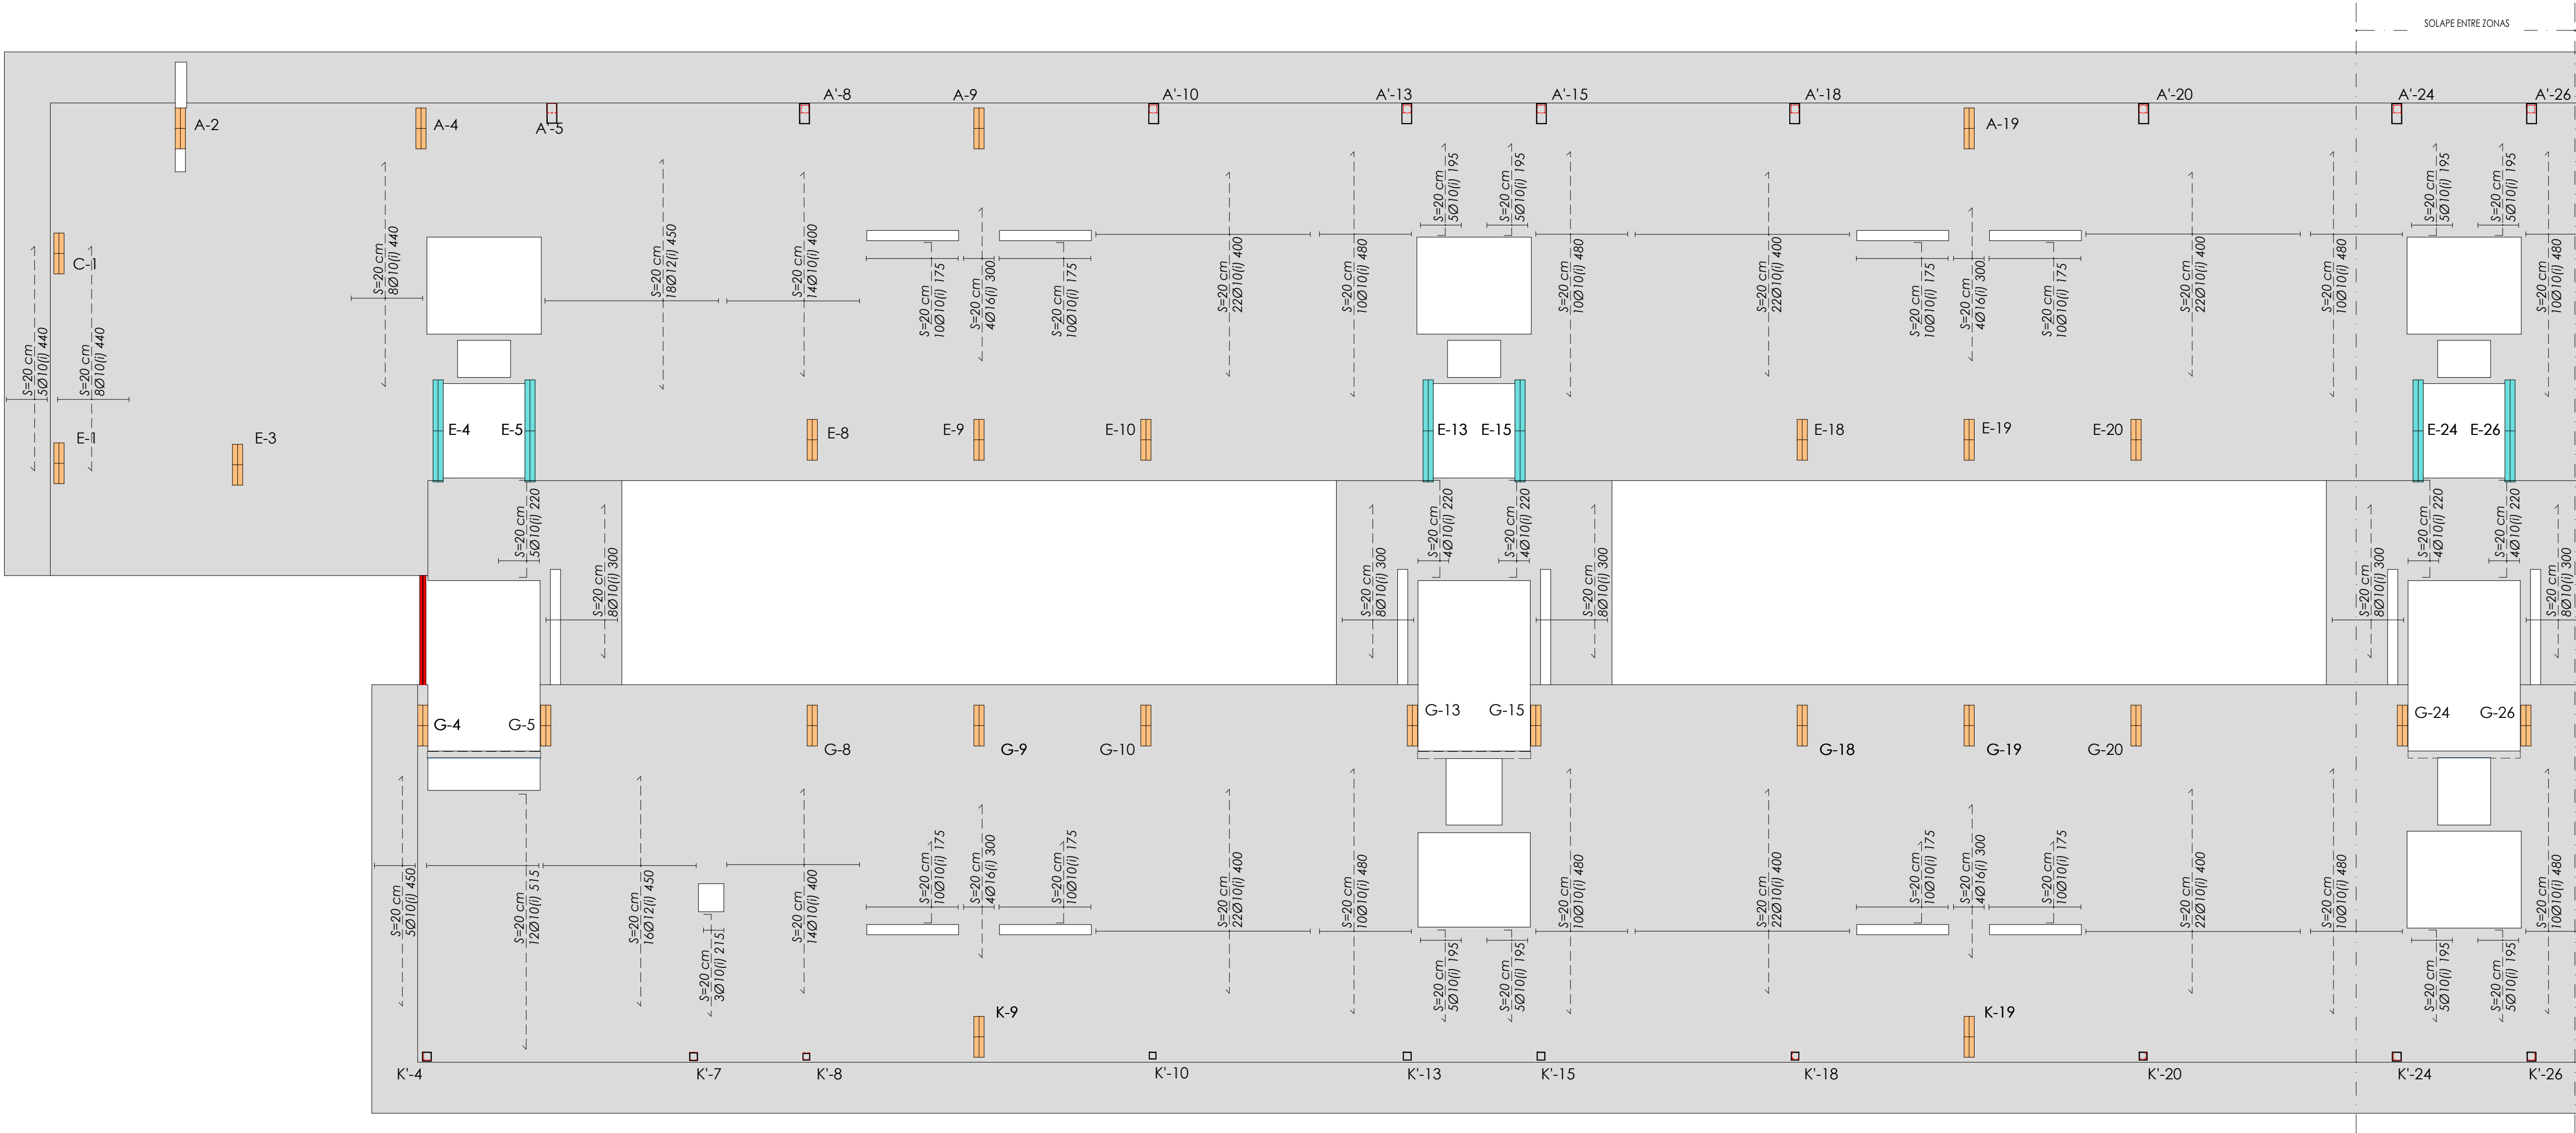 SOLAPE ENTRE ZONAS
A'-8
A-9
A'-10
A'-13
A'-15
A'-18
A'-20
A'-24
A'-26
A-2
A-4
A'-5
A-19
S=20 cm
5Ø10(i) 195
S=20 cm
5Ø10(i) 195
S=20 cm
5Ø10(i) 195
S=20 cm
5Ø10(i) 195
C-1
S=20 cm
8Ø10(i) 440
S=20 cm
18Ø12(i) 450
S=20 cm
14Ø10(i) 400
S=20 cm
10Ø10(i) 175
S=20 cm
4Ø16(i) 300
S=20 cm
10Ø10(i) 175
S=20 cm
22Ø10(i) 400
S=20 cm
10Ø10(i) 480
S=20 cm
10Ø10(i) 480
S=20 cm
22Ø10(i) 400
S=20 cm
10Ø10(i) 175
S=20 cm
4Ø16(i) 300
S=20 cm
10Ø10(i) 175
S=20 cm
22Ø10(i) 400
S=20 cm
10Ø10(i) 480
S=20 cm
10Ø10(i) 480
S=20 cm
5Ø10(i) 440
S=20 cm
8Ø10(i) 440
E-1
E-3
E-4
E-5
E-8
E-9
E-10
E-13
E-15
E-18
E-19
E-20
E-24
E-26
S=20 cm
5Ø10(i) 220
S=20 cm
4Ø10(i) 220
S=20 cm
4Ø10(i) 220
S=20 cm
4Ø10(i) 220
S=20 cm
4Ø10(i) 220
S=20 cm
8Ø10(i) 300
S=20 cm
8Ø10(i) 300
S=20 cm
8Ø10(i) 300
S=20 cm
8Ø10(i) 300
S=20 cm
8Ø10(i) 300
G-4
G-5
G-8
G-9
G-10
G-13
G-15
G-18
G-19
G-20
G-24
G-26
S=20 cm
5Ø10(i) 450
S=20 cm
12Ø10(i) 515
S=20 cm
16Ø12(i) 450
S=20 cm
3Ø10(i) 215
S=20 cm
14Ø10(i) 400
S=20 cm
10Ø10(i) 175
S=20 cm
4Ø16(i) 300
S=20 cm
10Ø10(i) 175
S=20 cm
22Ø10(i) 400
S=20 cm
10Ø10(i) 480
S=20 cm
5Ø10(i) 195
S=20 cm
5Ø10(i) 195
S=20 cm
10Ø10(i) 480
S=20 cm
22Ø10(i) 400
S=20 cm
10Ø10(i) 175
S=20 cm
4Ø16(i) 300
S=20 cm
10Ø10(i) 175
S=20 cm
22Ø10(i) 400
S=20 cm
10Ø10(i) 480
S=20 cm
5Ø10(i) 195
S=20 cm
5Ø10(i) 195
S=20 cm
10Ø10(i) 480
K-9
K-19
K'-4
K'-7
K'-8
K'-10
K'-13
K'-15
K'-18
K'-20
K'-24
K'-26